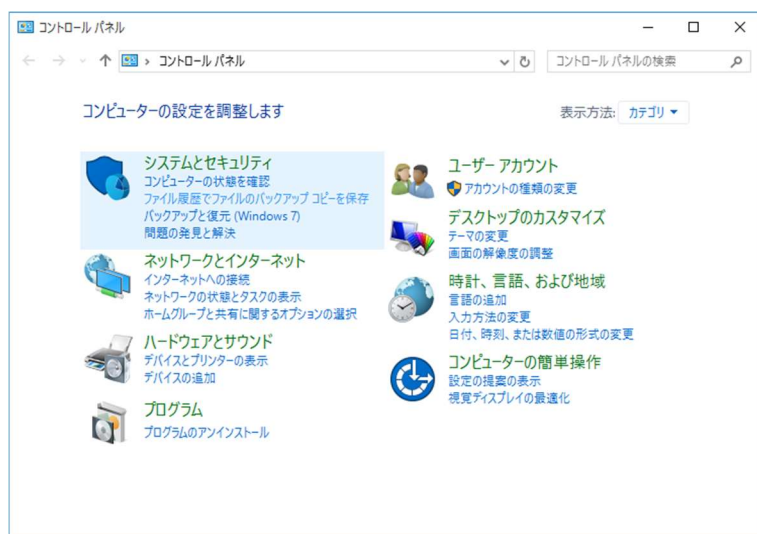 コントロール パネル
コントロール パネル
コントロール パネルの検索
コンピューターの設定を調整します
表示方法: カテゴリ
システムとセキュリティ
コンピューターの状態を確認
ファイル履歴でファイルのバックアップ コピーを保存
バックアップと復元 (Windows 7)
問題の発見と解決
ネットワークとインターネット
インターネットへの接続
ネットワークの状態とタスクの表示
ホームグループと共有に関するオプションの選択
ハードウェアとサウンド
デバイスとプリンターの表示
デバイスの追加
プログラム
プログラムのアンインストール
ユーザー アカウント
アカウントの種類の変更
デスクトップのカスタマイズ
テーマの変更
画面の解像度の調整
時計、言語、および地域
言語の追加
入力方法の変更
日付、時刻、または数値の形式の変更
コンピューターの簡単操作
設定の提案の表示
視覚ディスプレイの最適化